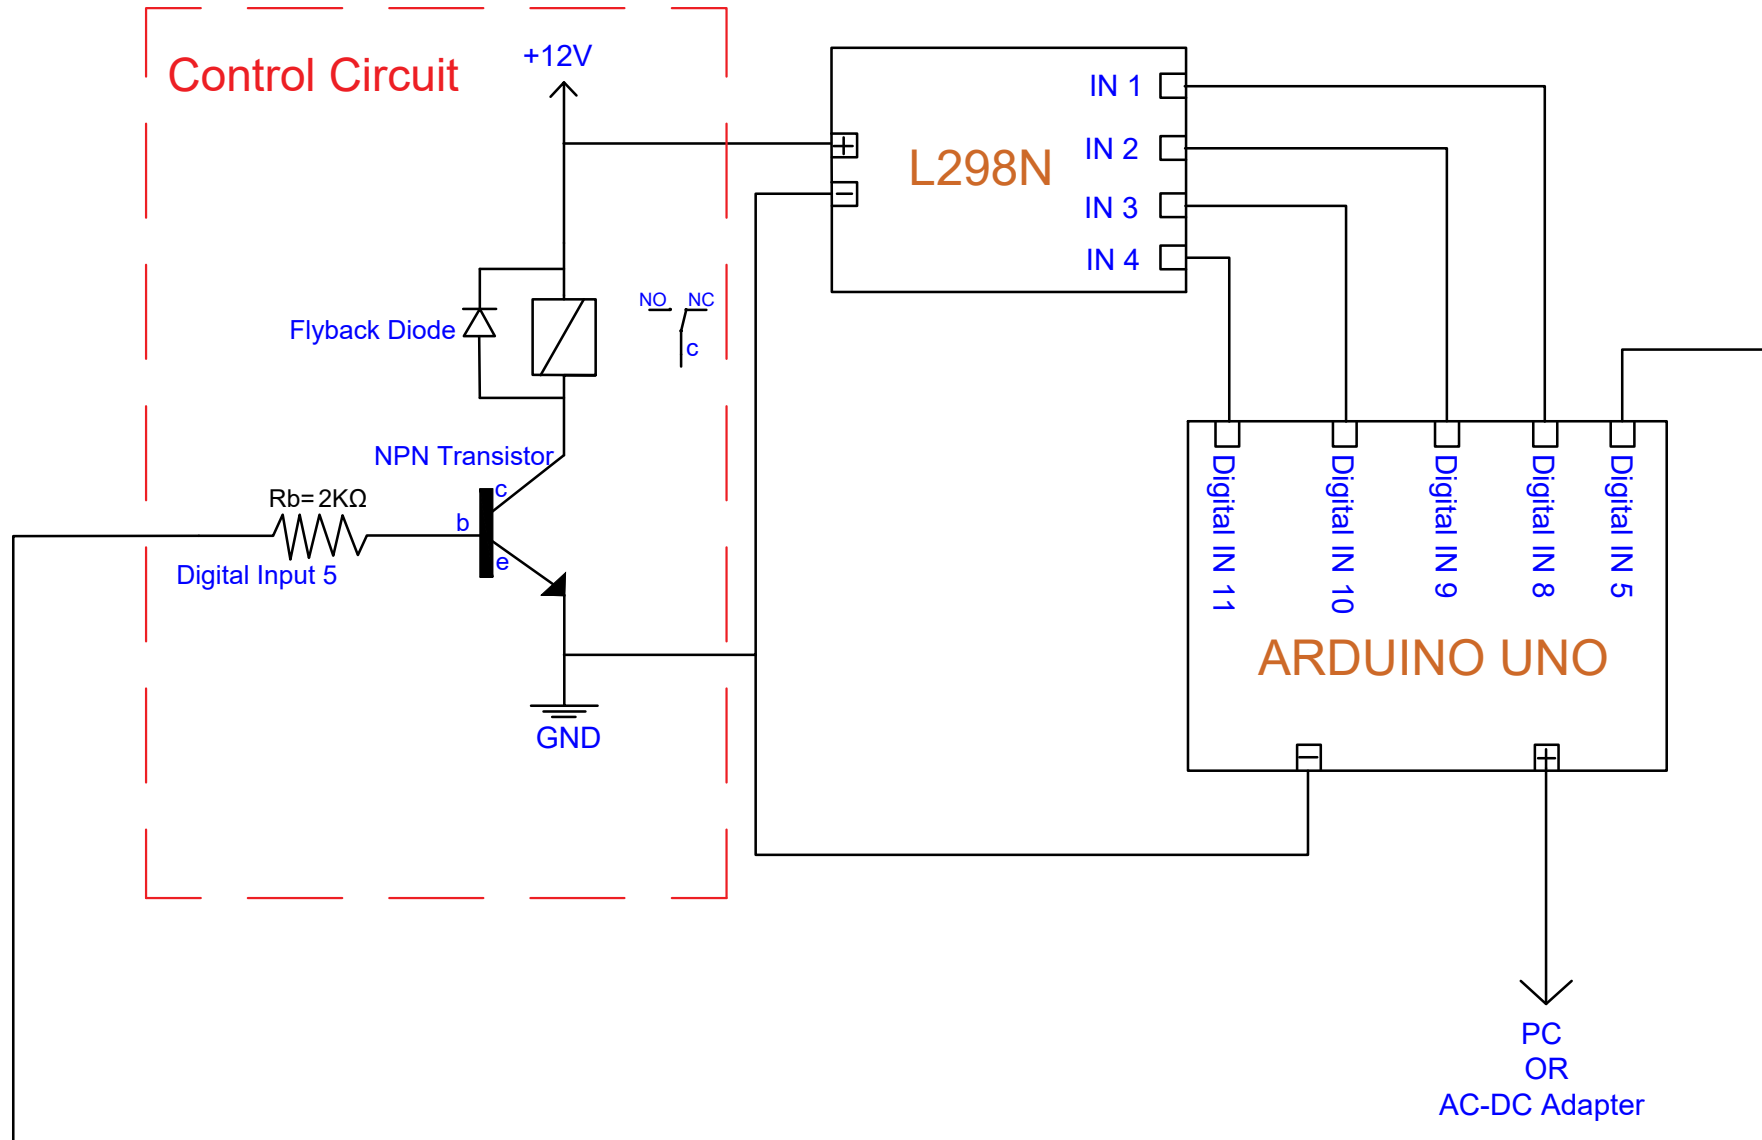 Control Circuit
+12V
L298N
IN 1
IN 2
IN 3
IN 4
Flyback Diode
NO
NC
c
NPN Transistor
c
b
e
Rb=2KΩ
Digital Input 5
GND
Digital IN 11
Digital IN 10
Digital IN 9
Digital IN 8
Digital IN 5
ARDUINO UNO
PC
OR
AC-DC Adapter